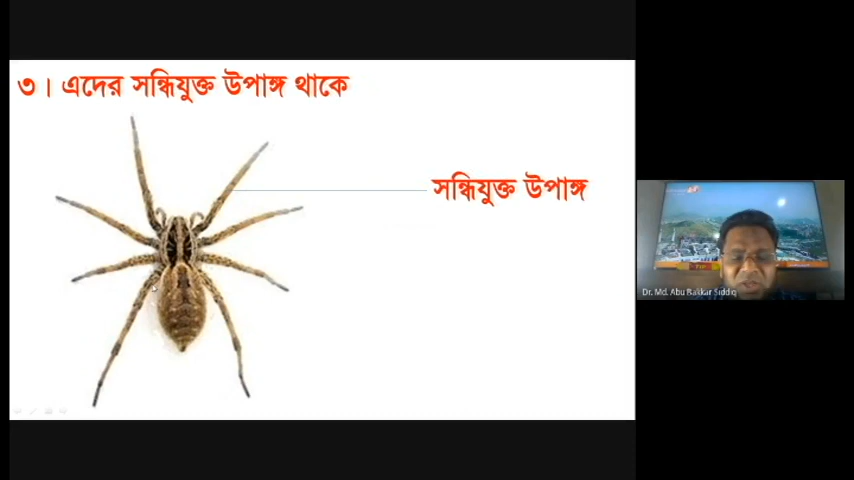 ৩। এদের সন্ধিযুক্ত উপাঙ্গ থাকে
সন্ধিযুক্ত উপাঙ্গ
Dr. Md. Abu Bakkar Siddiq